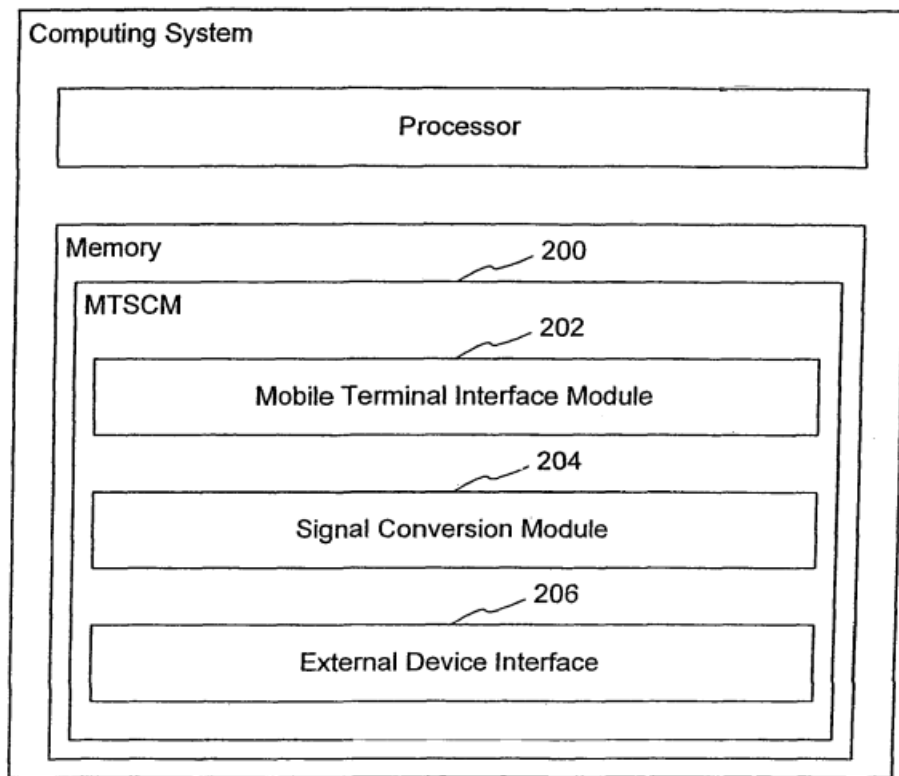 Computing System
Processor
Memory
200
MTSCM
202
Mobile Terminal Interface Module
204
Signal Conversion Module
206
External Device Interface